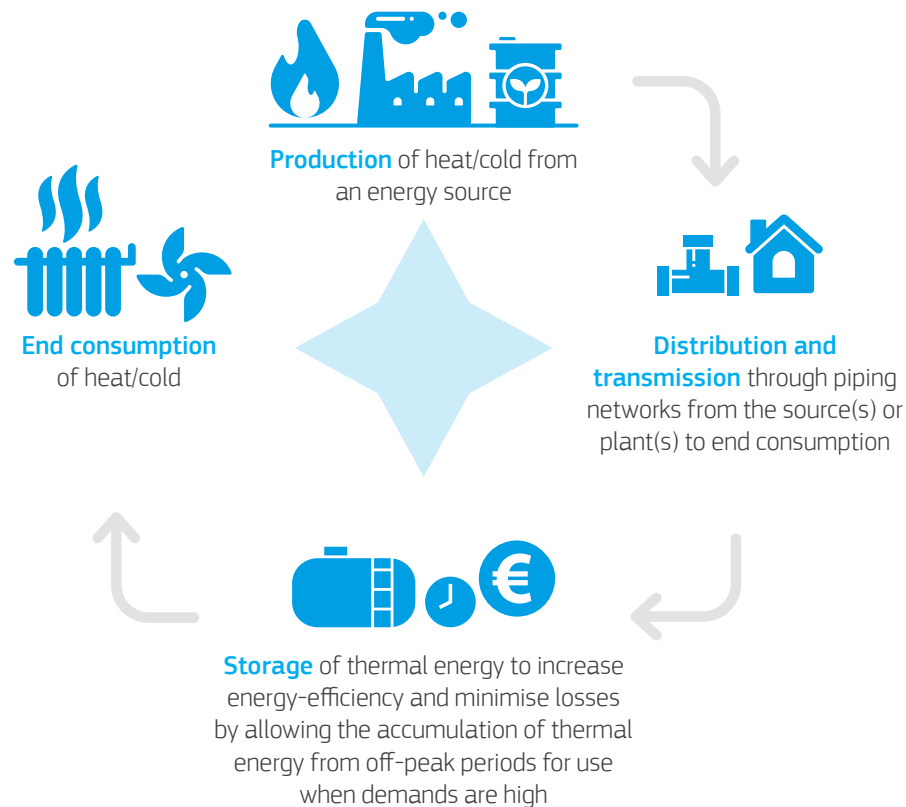 Production of heat/cold from
an energy source
Distribution and
transmission through piping
networks from the source(s) or
plant(s) to end consumption
€
Storage of thermal energy to increase
energy-efficiency and minimise losses
by allowing the accumulation of thermal
energy from off-peak periods for use
when demands are high
End consumption
of heat/cold